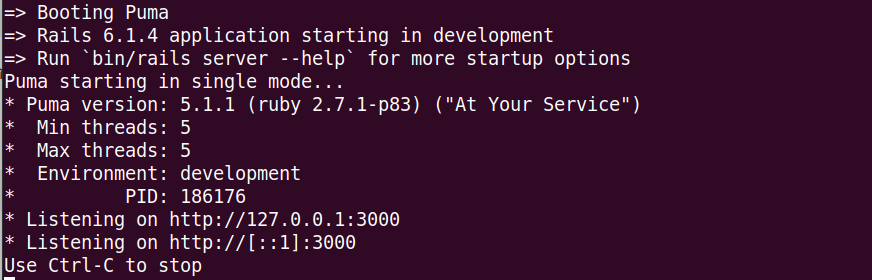 => Booting Puma
=> Rails 6.1.4 application starting in development
=> Run `bin/rails server --help` for more startup options
Puma starting in single mode...
* Puma version: 5.1.1 (ruby 2.7.1-p83) ("At Your Service")
*  Min threads: 5
*  Max threads: 5
*  Environment: development
*          PID: 186176
* Listening on http://127.0.0.1:3000
* Listening on http://[::1]:3000
Use Ctrl-C to stop